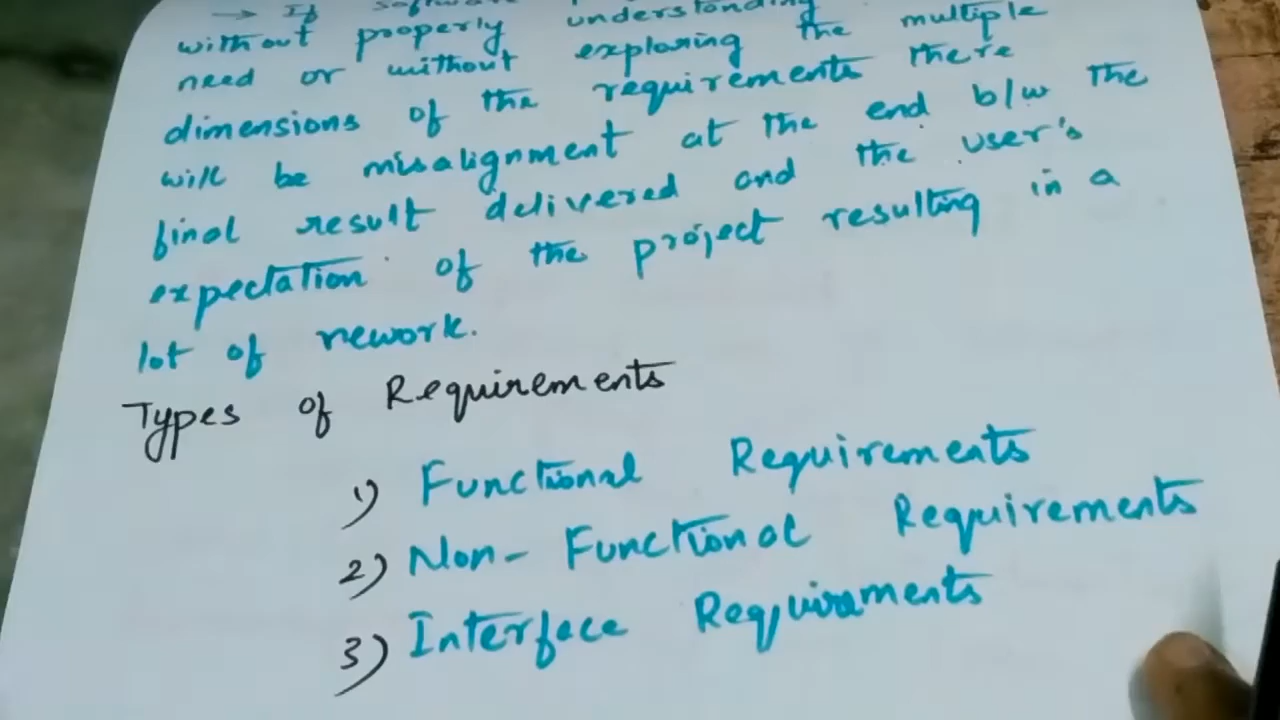 → If software
without properly understanding
need or without exploring the multiple
dimensions of the requirements there
will be misalignment at the end b/w the
final result delivered and the user's
expectation of the project resulting in a
lot of rework.
Types of Requirements
1) Functional Requirements
2) Non-Functional Requirements
3) Interface Requirements